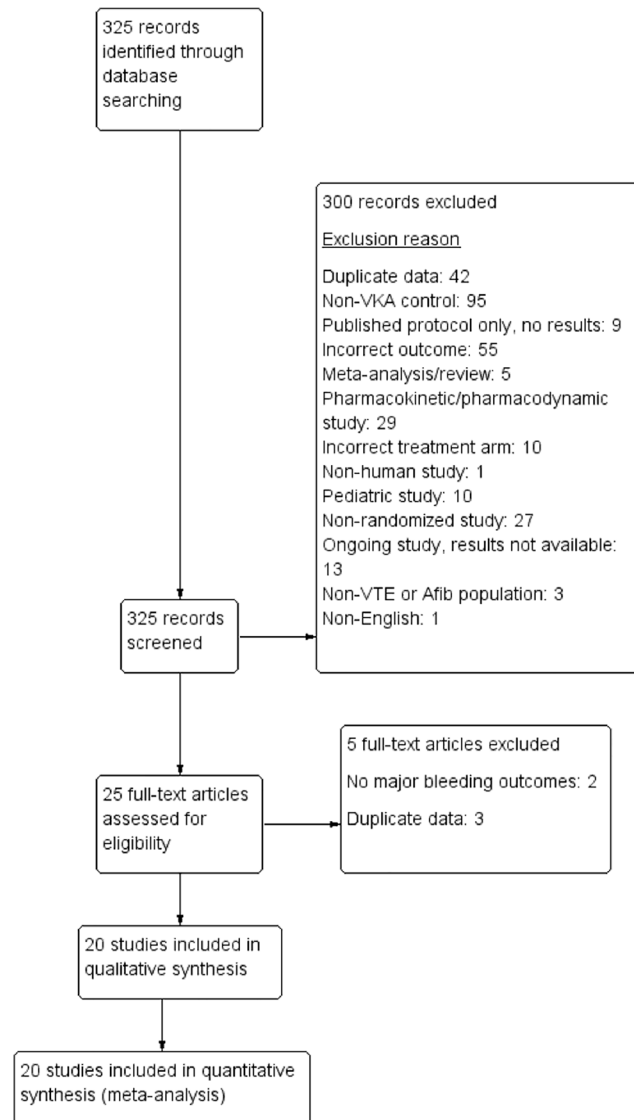 325 records
identified through
database
searching
300 records excluded
Exclusion reason
Duplicate data: 42
Non-VKA control: 95
Published protocol only, no results: 9
Incorrect outcome: 55
Meta-analysis/review: 5
Pharmacokinetic/pharmacodynamic
study: 29
Incorrect treatment arm: 10
Non-human study: 1
Pediatric study: 10
Non-randomized study: 27
Ongoing study, results not available:
13
Non-VTE or Afib population: 3
Non-English: 1
325 records
screened
5 full-text articles excluded
No major bleeding outcomes: 2
Duplicate data: 3
25 full-text articles
assessed for
eligibility
20 studies included in
qualitative synthesis
20 studies included in quantitative
synthesis (meta-analysis)